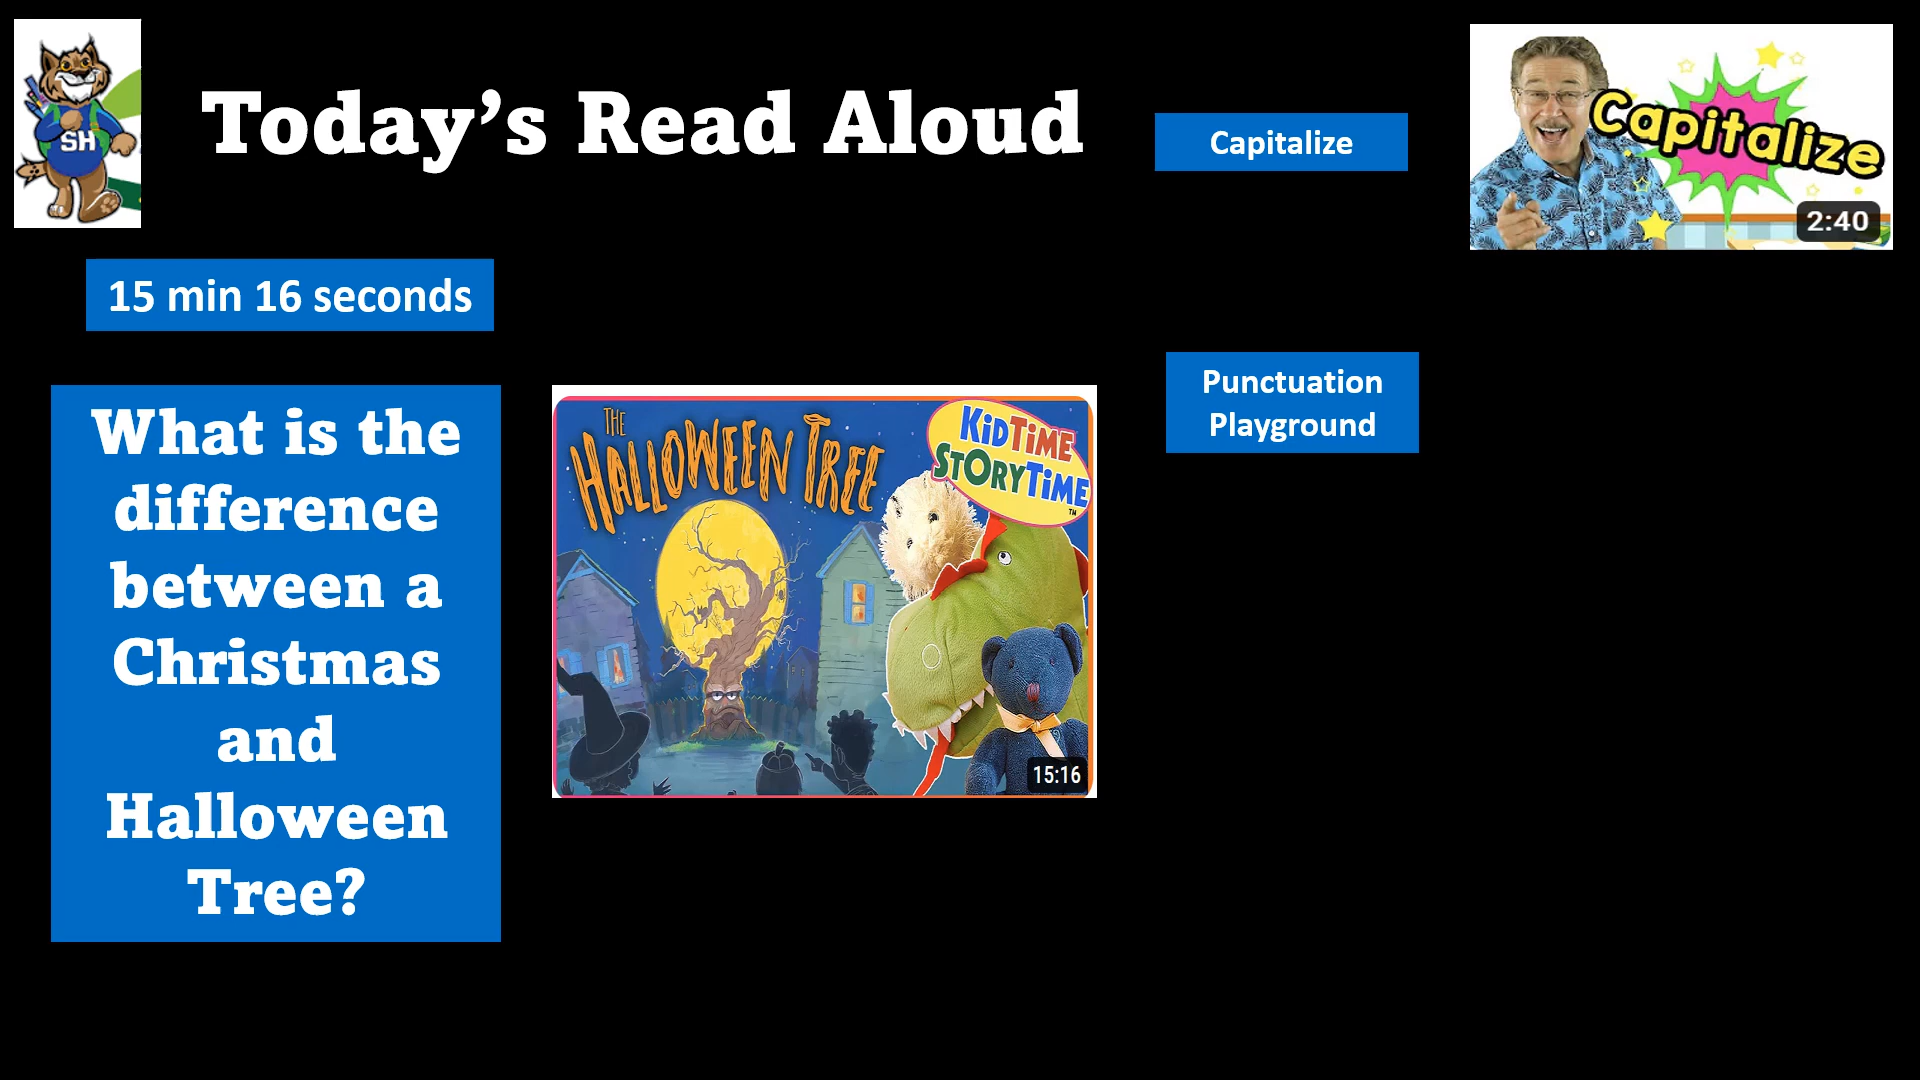 SH
Today’s Read Aloud
Capitalize
Capitalize
2:40
15 min 16 seconds
What is the
difference
between a
Christmas
and
Halloween
Tree?
THE
HALLOWEEN TREE
KiDTiME
STORYTiME
TM
15:16
Punctuation
Playground